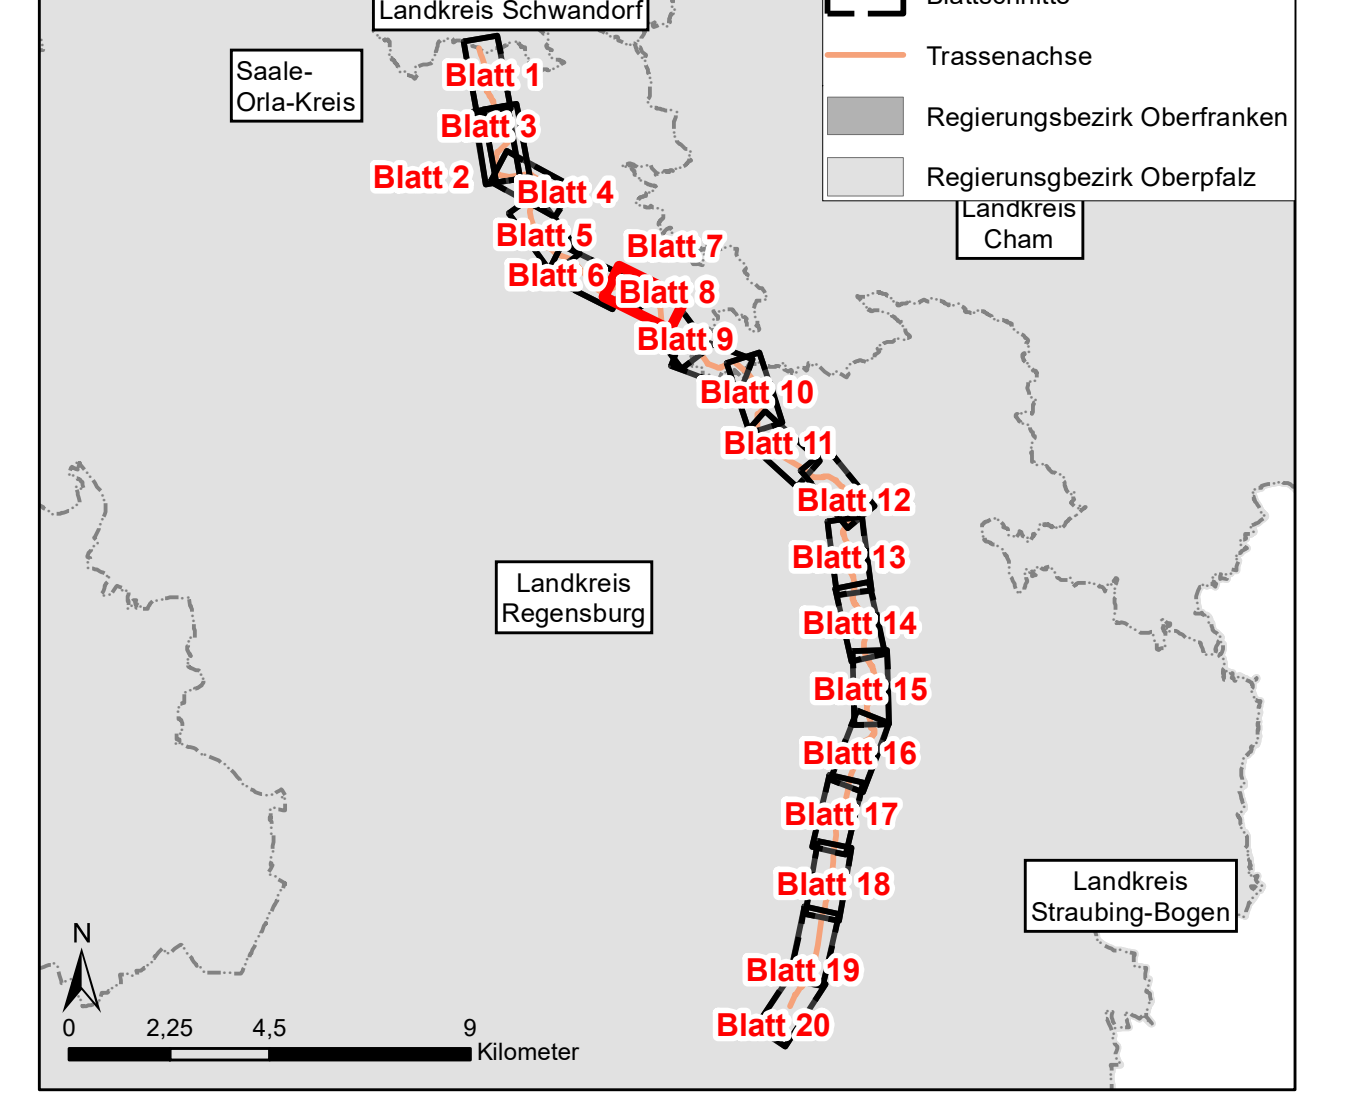 Landkreis Schwandorf
Blattschnitte
Trassenachse
Regierungsbezirk Oberfranken
Regierunsgbezirk Oberpfalz
Saale-
Orla-Kreis
Landkreis
Cham
Blatt 1
Blatt 3
Blatt 2
Blatt 4
Blatt 5
Blatt 7
Blatt 6
Blatt 8
Blatt 9
Blatt 10
Blatt 11
Blatt 12
Blatt 13
Landkreis
Regensburg
Blatt 14
Blatt 15
Blatt 16
Blatt 17
Blatt 18
Landkreis
Straubing-Bogen
Blatt 19
Blatt 20
N
0 2,25 4,5 9
Kilometer